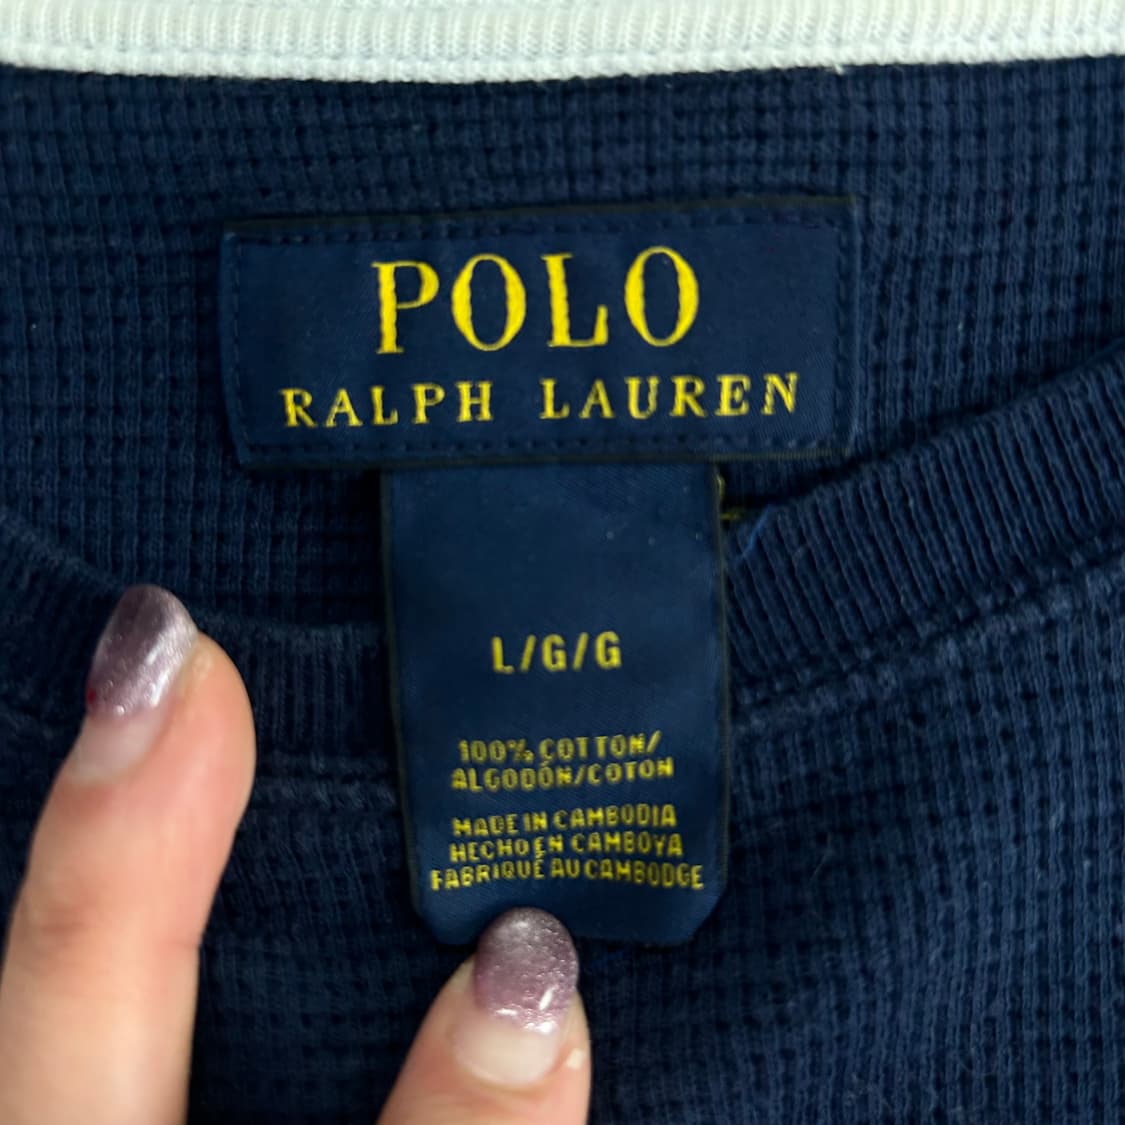 POLO
RALPH LAUREN
L/G/G
100% COTTON/
ALGODÓN/COTON
MADE IN CAMBODIA
HECHO EN CAMBOYA
FABRIQUÉ AU CAMBODGE